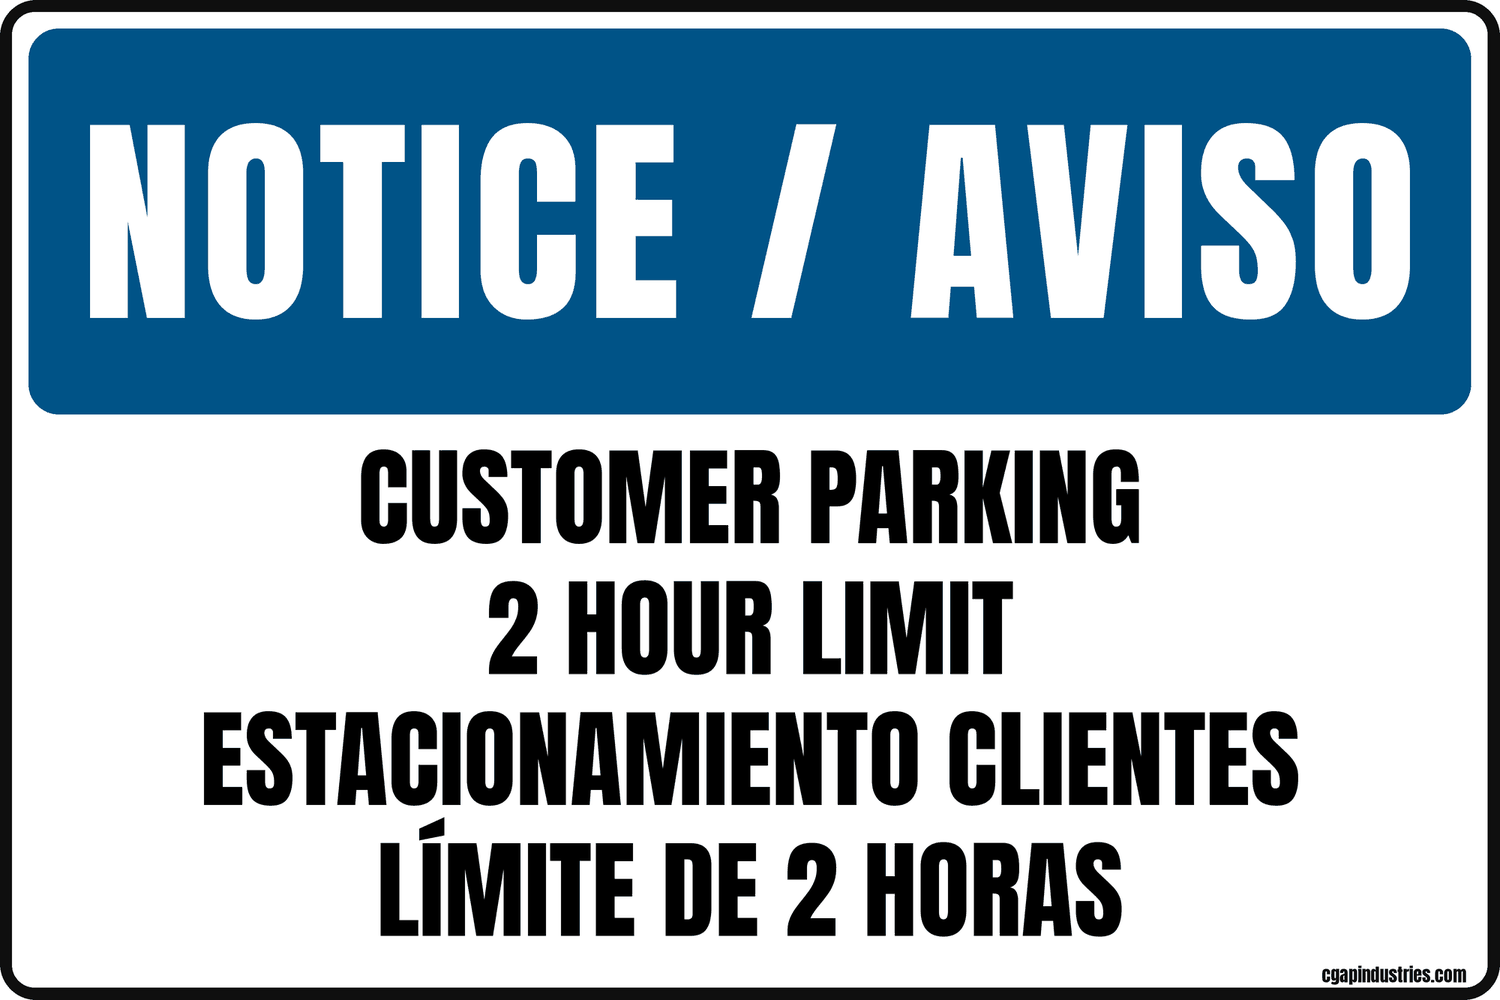 NOTICE / AVISO
CUSTOMER PARKING
2 HOUR LIMIT
ESTACIONAMIENTO CLIENTES
LÍMITE DE 2 HORAS
cgapindustries.com